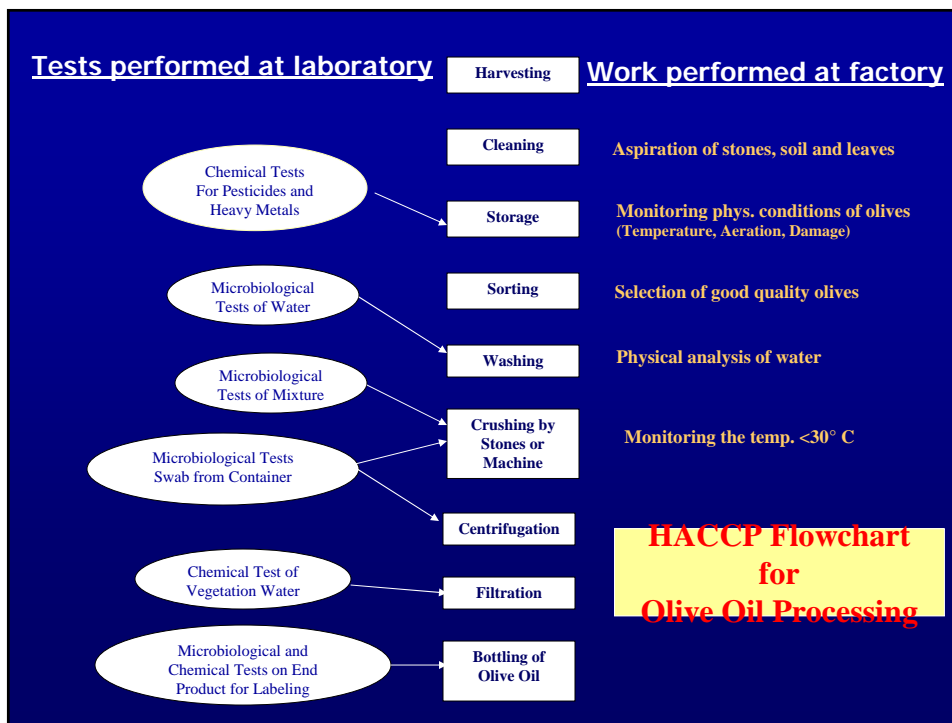 Tests performed at laboratory
Harvesting
Work performed at factory
Cleaning
Aspiration of stones, soil and leaves
Chemical Tests
For Pesticides and
Heavy Metals
Storage
Monitoring phys. conditions of olives
(Temperature, Aeration, Damage)
Microbiological
Tests of Water
Sorting
Selection of good quality olives
Washing
Physical analysis of water
Microbiological
Tests of Mixture
Crushing by
Stones or
Machine
Monitoring the temp. <30° C
Microbiological Tests
Swab from Container
Centrifugation
HACCP Flowchart
for
Olive Oil Processing
Chemical Test of
Vegetation Water
Filtration
Microbiological and
Chemical Tests on End
Product for Labeling
Bottling of
Olive Oil